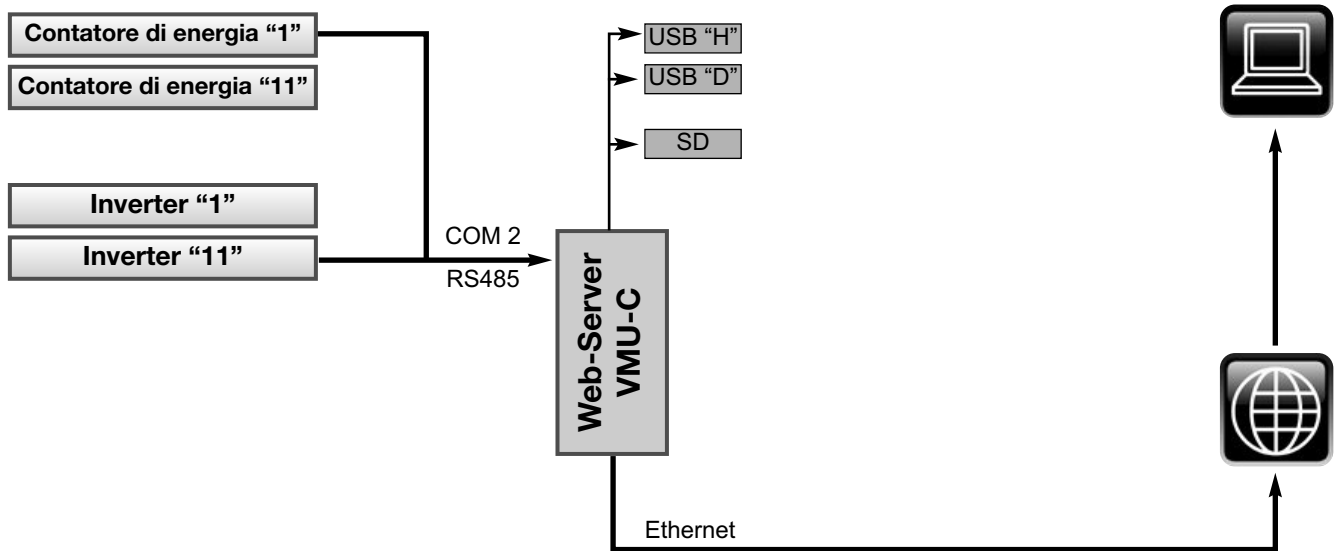 Contatore di energia “1”
Contatore di energia “11”
Inverter “1”
Inverter “11”
COM 2
RS485
USB “H”
USB “D”
SD
Web-Server
VMU-C
Ethernet